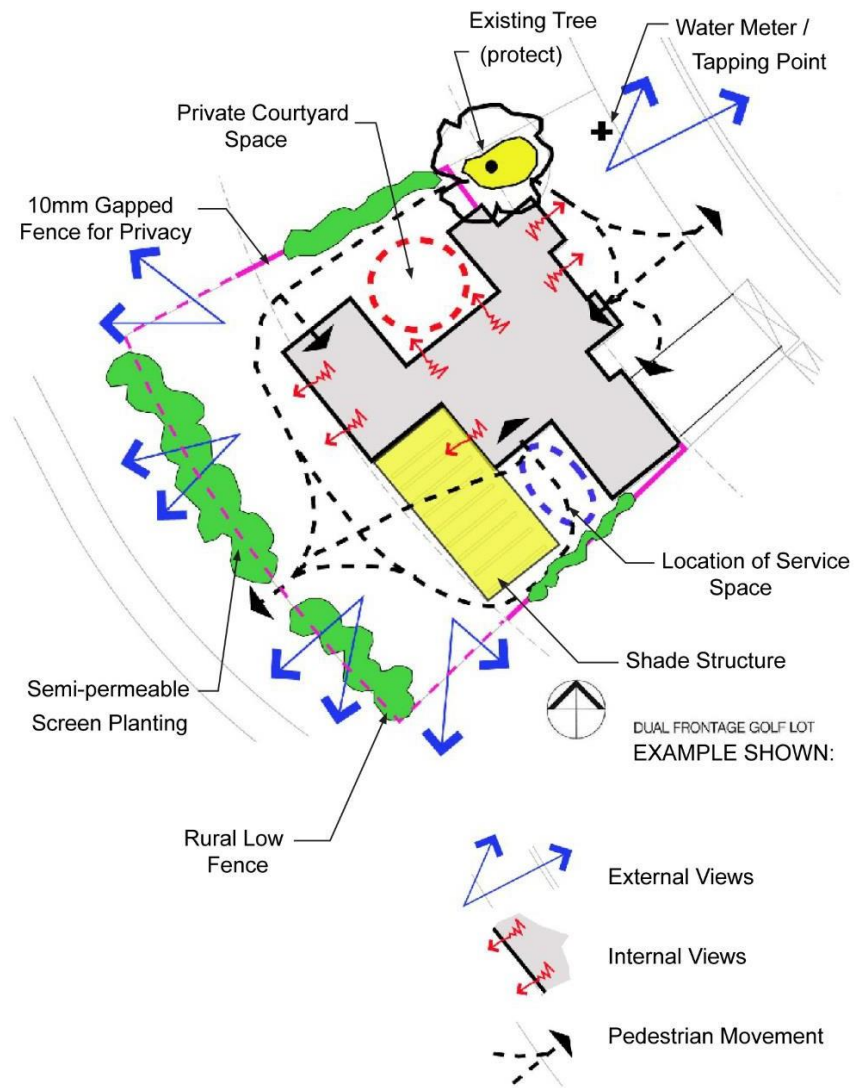 Existing Tree
(protect)
Water Meter /
Tapping Point
Private Courtyard
Space
10mm Gapped
Fence for Privacy
Location of Service
Space
Shade Structure
Semi-permeable
Screen Planting
DUAL FRONTAGE GOLF LOT
EXAMPLE SHOWN:
Rural Low
Fence
External Views
Internal Views
Pedestrian Movement